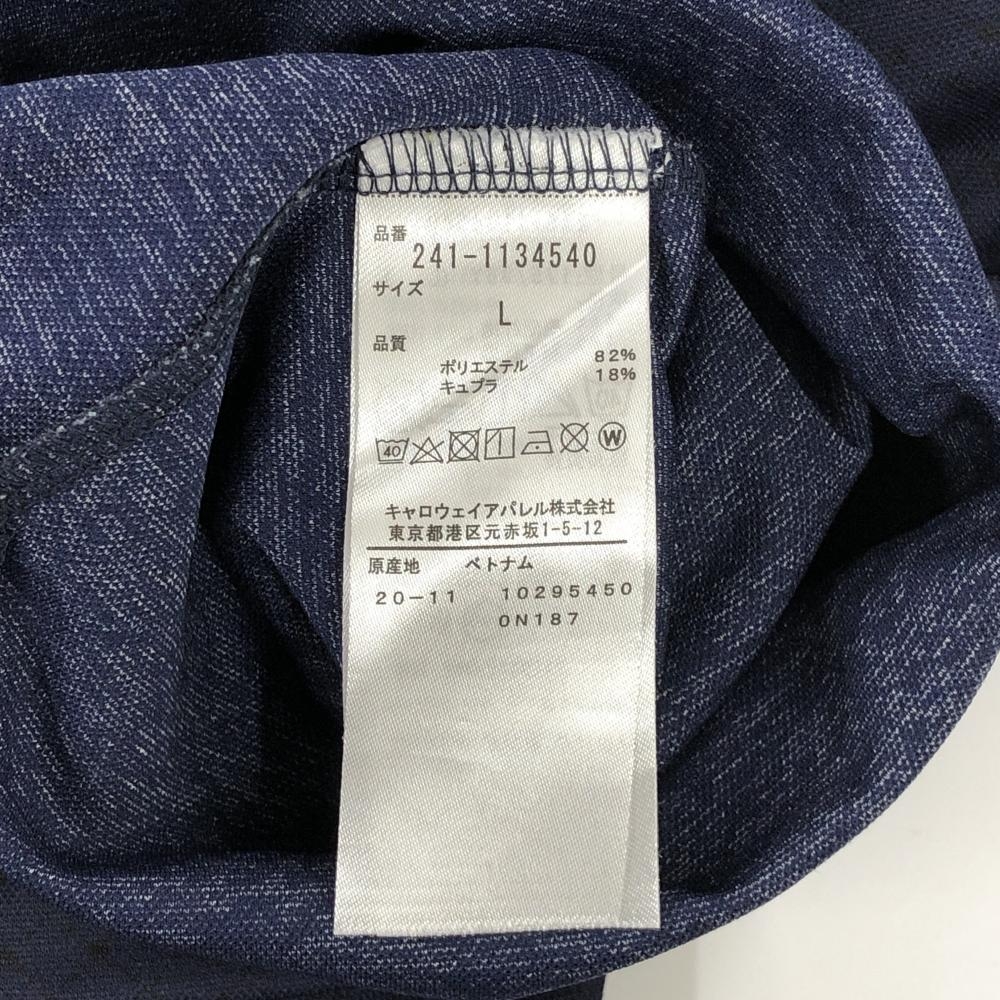 品番
241-1134540
サイズ
L
品質
ポリエステル 82%
キュプラ 18%
40 W
キャロウェイアパレル株式会社
東京都港区元赤坂1-5-12
原産地 ベトナム
20-11 10295450
0N187